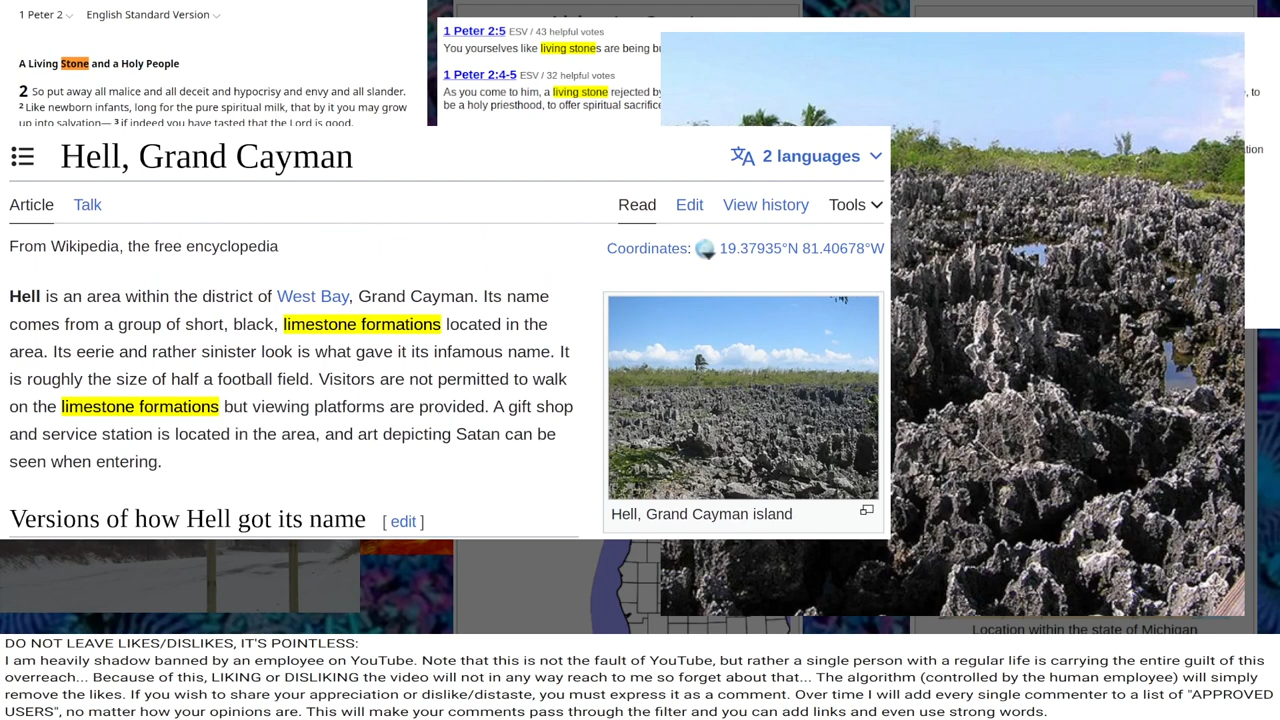 1 Peter 2 English Standard Version
A Living Stone and a Holy People
2 So put away all malice and all deceit and hypocrisy and envy and all slander.
2 Like newborn infants, long for the pure spiritual milk, that by it you may grow
up into salvation— 3 if indeed you have tasted that the Lord is good.
1 Peter 2:5 ESV / 43 helpful votes
You yourselves like living stones are being
1 Peter 2:4-5 ESV / 32 helpful votes
As you come to him, a living stone rejected by
be a holy priesthood, to offer spiritual sacrifice
, to
tion
Hell, Grand Cayman
2 languages
Article Talk
Read Edit View history Tools
From Wikipedia, the free encyclopedia
Coordinates: 19.37935°N 81.40678°W
Hell is an area within the district of West Bay, Grand Cayman. Its name
comes from a group of short, black, limestone formations located in the
area. Its eerie and rather sinister look is what gave it its infamous name. It
is roughly the size of half a football field. Visitors are not permitted to walk
on the limestone formations but viewing platforms are provided. A gift shop
and service station is located in the area, and art depicting Satan can be
seen when entering.
Hell, Grand Cayman island
Versions of how Hell got its name [ edit ]
Location within the state of Michigan
DO NOT LEAVE LIKES/DISLIKES, IT'S POINTLESS:
I am heavily shadow banned by an employee on YouTube. Note that this is not the fault of YouTube, but rather a single person with a regular life is carrying the entire guilt of this
overreach... Because of this, LIKING or DISLIKING the video will not in any way reach to me so forget about that... The algorithm (controlled by the human employee) will simply
remove the likes. If you wish to share your appreciation or dislike/distaste, you must express it as a comment. Over time I will add every single commenter to a list of "APPROVED
USERS", no matter how your opinions are. This will make your comments pass through the filter and you can add links and even use strong words.